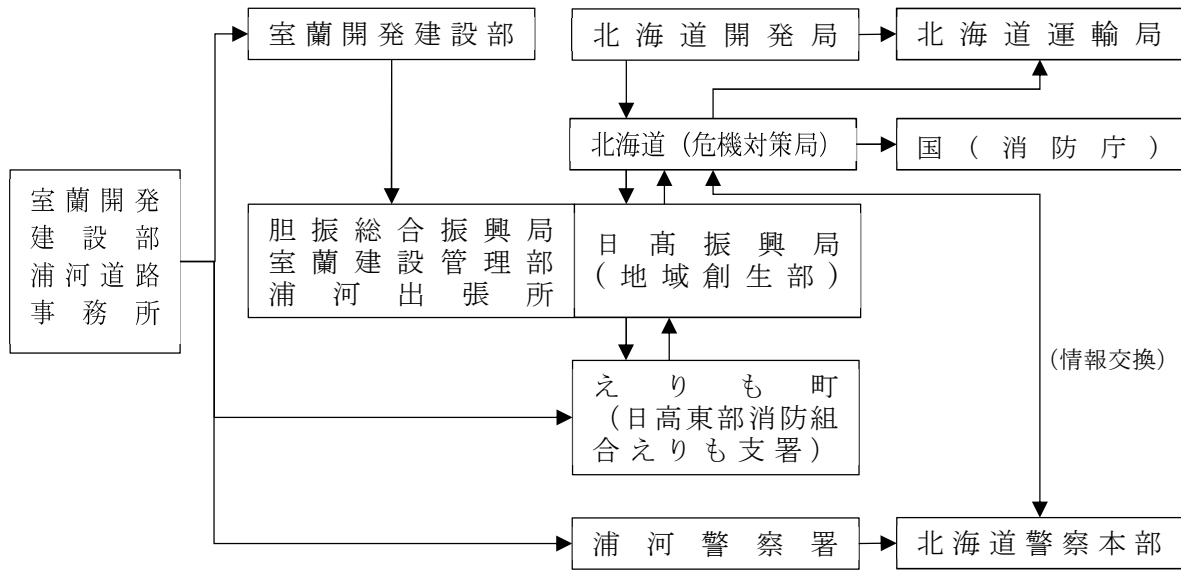 室蘭開発建設部
北海道開発局
北海道運輸局
北海道（危機対策局）
国（消防庁）
室蘭開発
建設部
浦河道路
事務所
胆振総合振興局
室蘭建設管理部
浦河出張所
日髙振興局
（地域創生部）
（情報交換）
えりも町
（日高東部消防組
合えりも支署）
浦河警察署
北海道警察本部